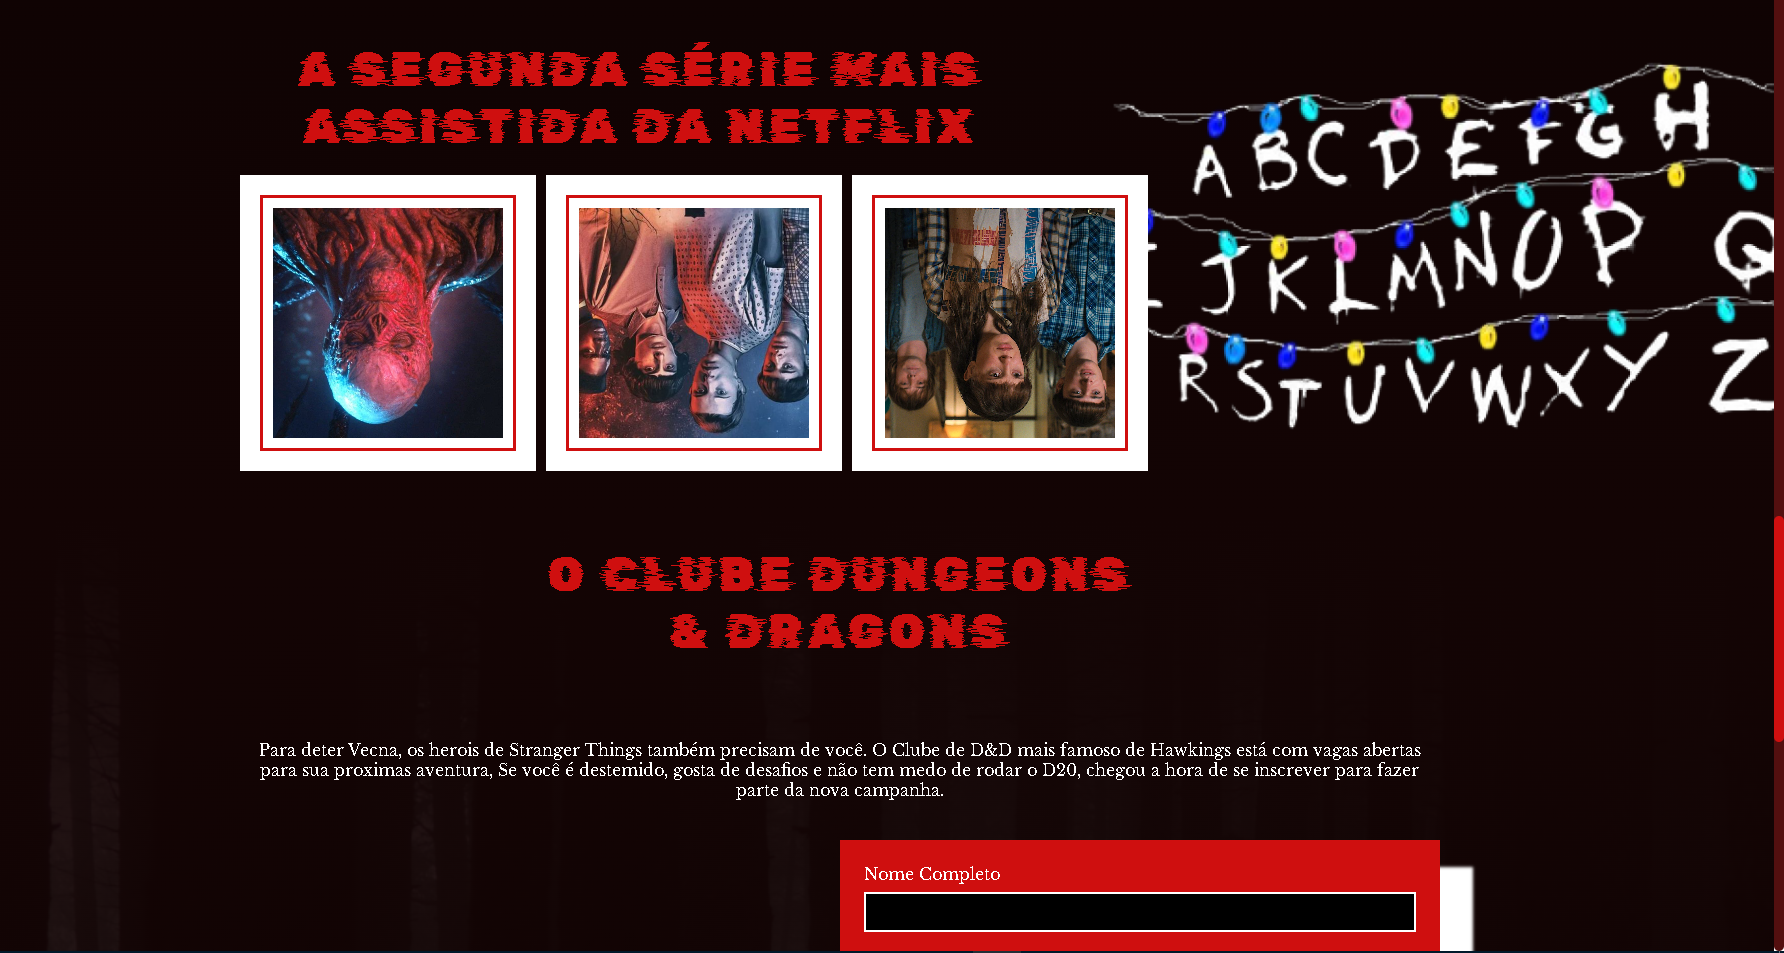 A SEGUNDA SÉRIE MAIS
ASSISTIDA DA NETFLIX
A B C D E F G H
I J K L M N O P Q
R S T U V W X Y Z
O CLUBE DUNGEONS
& DRAGONS
Para deter Vecna, os herois de Stranger Things também precisam de você. O Clube de D&D mais famoso de Hawkings está com vagas abertas
para sua proximas aventura, Se você é destemido, gosta de desafios e não tem medo de rodar o D20, chegou a hora de se inscrever para fazer
parte da nova campanha.
Nome Completo